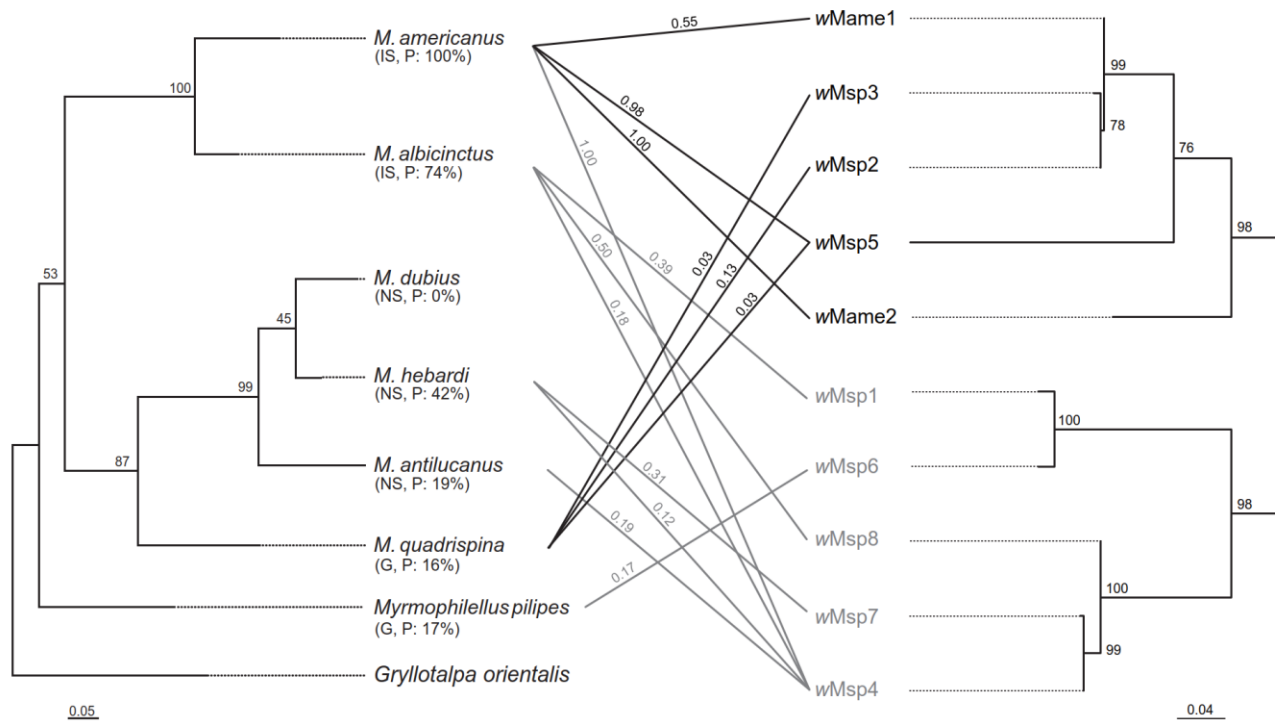 M. americanus
(IS, P: 100%)
100
M. albicinctus
(IS, P: 74%)
53
M. dubius
(NS, P: 0%)
45
M. hebardi
(NS, P: 42%)
99
M. antilucanus
(NS, P: 19%)
87
M. quadrispina
(G, P: 16%)
Myrmophilellus pilipes
(G, P: 17%)
Gryllotalpa orientalis
0.05
0.55
0.98
1.00
1.00
0.50
0.39
0.18
0.03
0.13
0.03
0.31
0.12
0.19
0.17
wMame1
wMsp3
wMsp2
wMsp5
wMame2
wMsp1
wMsp6
wMsp8
wMsp7
wMsp4
99
78
76
98
100
98
100
99
0.04